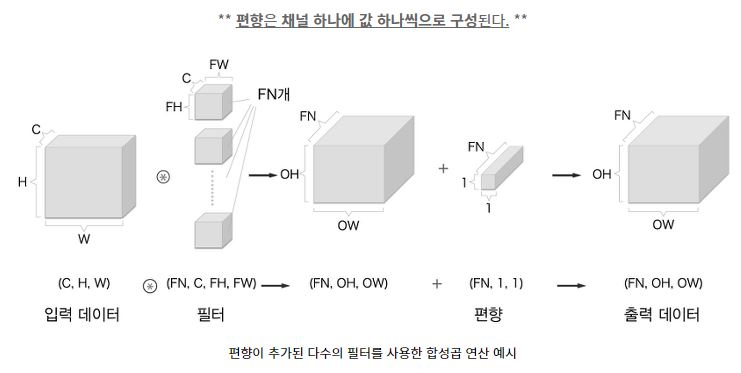 ** 편향은 채널 하나에 값 하나씩으로 구성된다. **
C
FW
FH
FN개
C
H
W
⊛
FN
OH
OW
+
FN
1
1
FN
OH
OW
(C, H, W) ⊛ (FN, C, FH, FW) → (FN, OH, OW) + (FN, 1, 1) → (FN, OH, OW)
입력 데이터 필터 편향 출력 데이터
편향이 추가된 다수의 필터를 사용한 합성곱 연산 예시